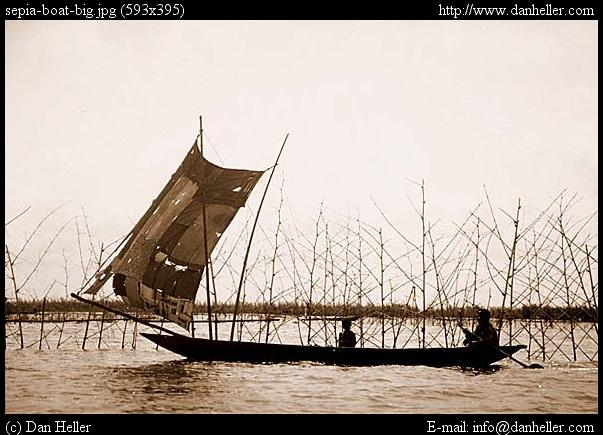 sepia-boat-big.jpg (593x395) http://www.danheller.com
(c) Dan Heller E-mail: info@danheller.com